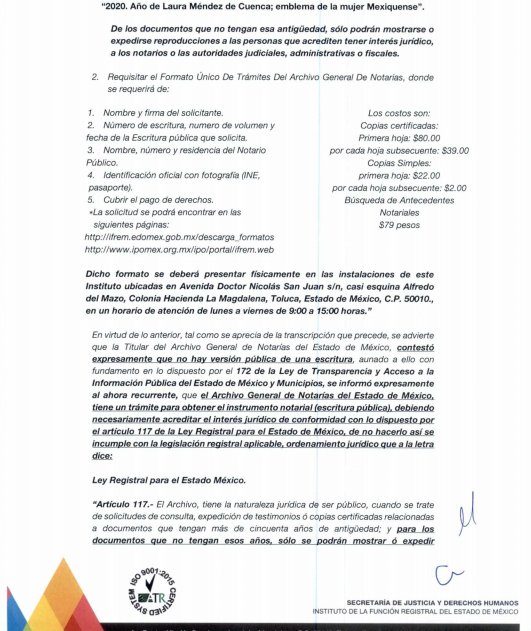 "2020. Año de Laura Méndez de Cuenca; emblema de la mujer Mexiquense".
De los documentos que no tengan esa antigüedad, sólo podrán mostrarse o
expedirse reproducciones a las personas que acrediten tener interés jurídico,
a los notarios o las autoridades judiciales, administrativas o fiscales.
2. Requisitar el Formato Único De Trámites Del Archivo General De Notarías, donde
se requerirá de:
1. Nombre y firma del solicitante.
2. Número de escritura, numero de volumen y
fecha de la Escritura pública que solicita.
3. Nombre, número y residencia del Notario
Público.
4. Identificación oficial con fotografía (INE,
pasaporte).
5. Cubrir el pago de derechos.
*La solicitud se podrá encontrar en las
siguientes páginas:
http://ifrem.edomex.gob.mx/descarga_formatos
http://www.ipomex.org.mx/ipo/portal/ifrem.web
Los costos son:
Copias certificadas:
Primera hoja: $80.00
por cada hoja subsecuente: $39.00
Copias Simples:
primera hoja: $22.00
por cada hoja subsecuente: $2.00
Búsqueda de Antecedentes
Notariales
$79 pesos
Dicho formato se deberá presentar físicamente en las instalaciones de este
Instituto ubicadas en Avenida Doctor Nicolás San Juan s/n, casi esquina Alfredo
del Mazo, Colonia Hacienda La Magdalena, Toluca, Estado de México, C.P. 50010.,
en un horario de atención de lunes a viernes de 9:00 a 15:00 horas."
En virtud de lo anterior, tal como se aprecia de la transcripción que precede, se advierte
que la Titular del Archivo General de Notarías del Estado de México, contestó
expresamente que no hay versión pública de una escritura, aunado a ello con
fundamento en lo dispuesto por el 172 de la Ley de Transparencia y Acceso a la
Información Pública del Estado de México y Municipios, se informó expresamente
al ahora recurrente, que el Archivo General de Notarías del Estado de México,
tiene un trámite para obtener el instrumento notarial (escritura pública), debiendo
necesariamente acreditar el interés jurídico de conformidad con lo dispuesto por
el artículo 117 de la Ley Registral para el Estado de México, de no hacerlo así se
incumple con la legislación registral aplicable, ordenamiento jurídico que a la letra
dice:
Ley Registral para el Estado México.
"Artículo 117.- El Archivo, tiene la naturaleza jurídica de ser público, cuando se trate
de solicitudes de consulta, expedición de testimonios ó copias certificadas relacionadas
a documentos que tengan más de cincuenta años de antigüedad; y para los
documentos que no tengan esos años, sólo se podrán mostrar ó expedir
ISO 9001:2015
ATR
CERTIFIED SYSTEM
SECRETARÍA DE JUSTICIA Y DERECHOS HUMANOS
INSTITUTO DE LA FUNCIÓN REGISTRAL DEL ESTADO DE MÉXICO